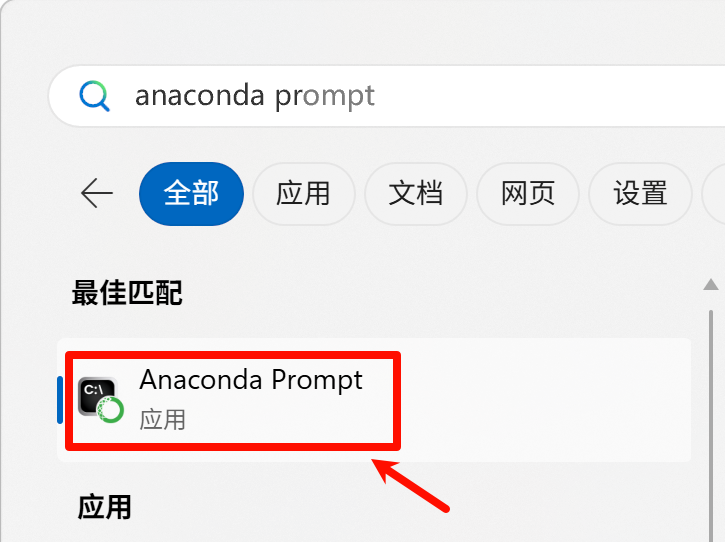 anaconda prompt
全部 应用 文档 网页 设置
最佳匹配
C:\
Anaconda Prompt
应用
应用